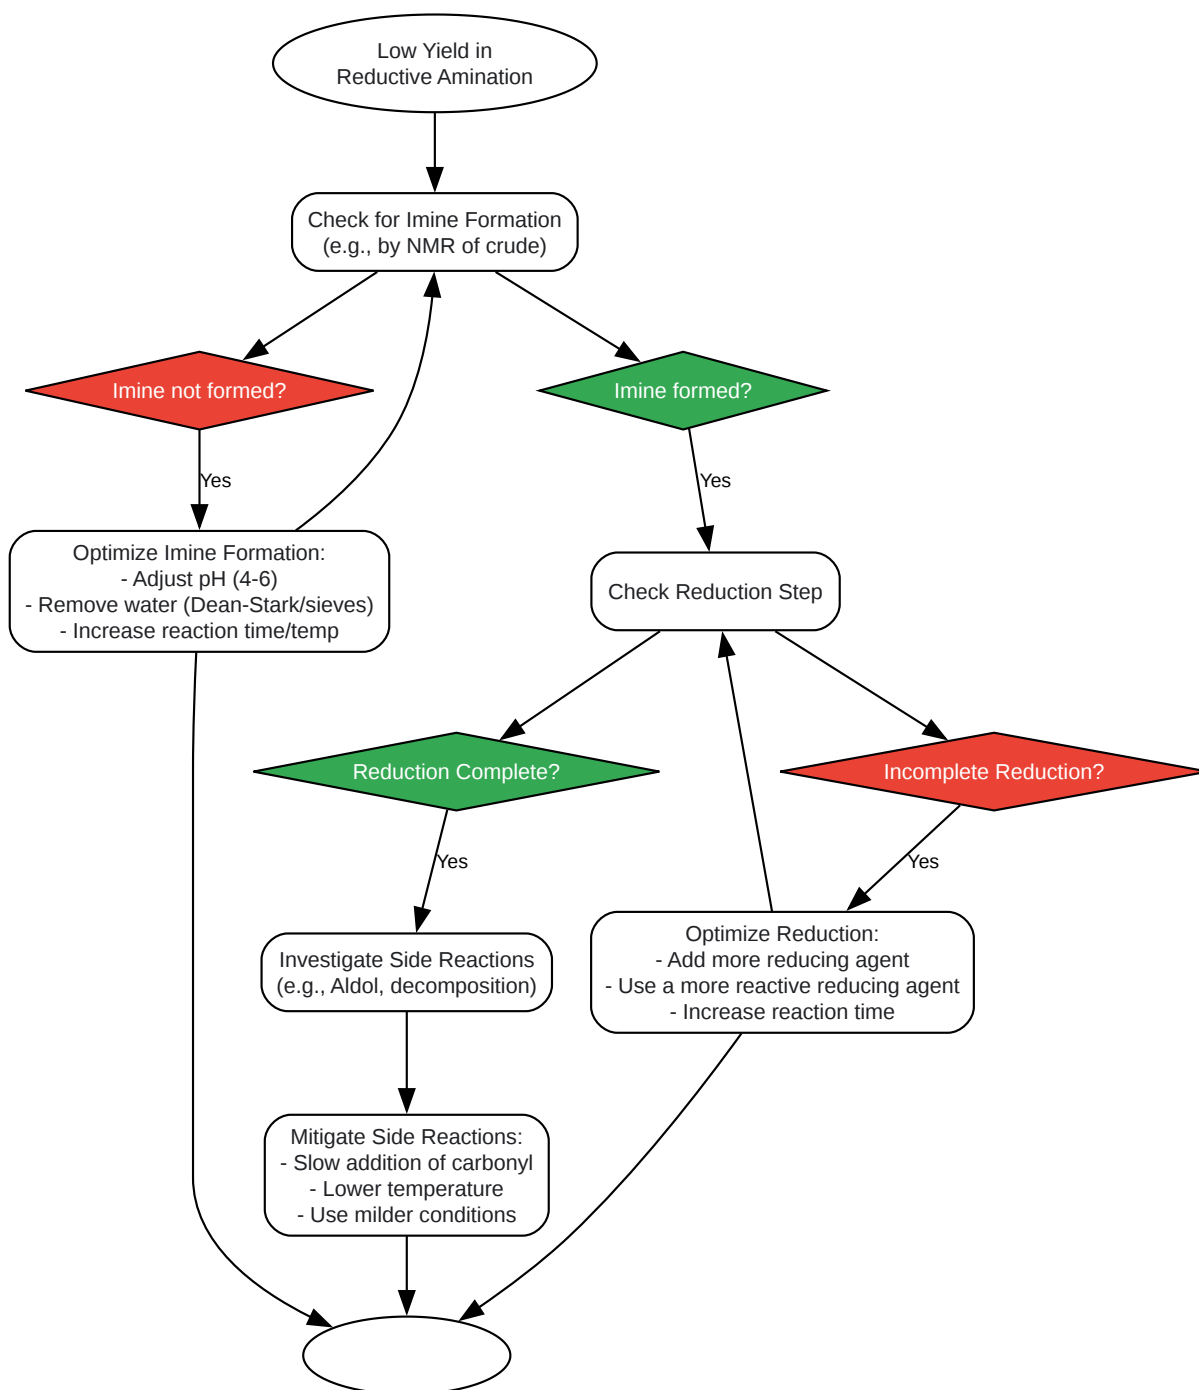 Low Yield in
Reductive Amination
Check for Imine Formation
(e.g., by NMR of crude)
Imine not formed?
Imine formed?
Yes
Yes
Optimize Imine Formation:
- Adjust pH (4-6)
- Remove water (Dean-Stark/sieves)
- Increase reaction time/temp
Check Reduction Step
Reduction Complete?
Incomplete Reduction?
Yes
Yes
Investigate Side Reactions
(e.g., Aldol, decomposition)
Optimize Reduction:
- Add more reducing agent
- Use a more reactive reducing agent
- Increase reaction time
Mitigate Side Reactions:
- Slow addition of carbonyl
- Lower temperature
- Use milder conditions